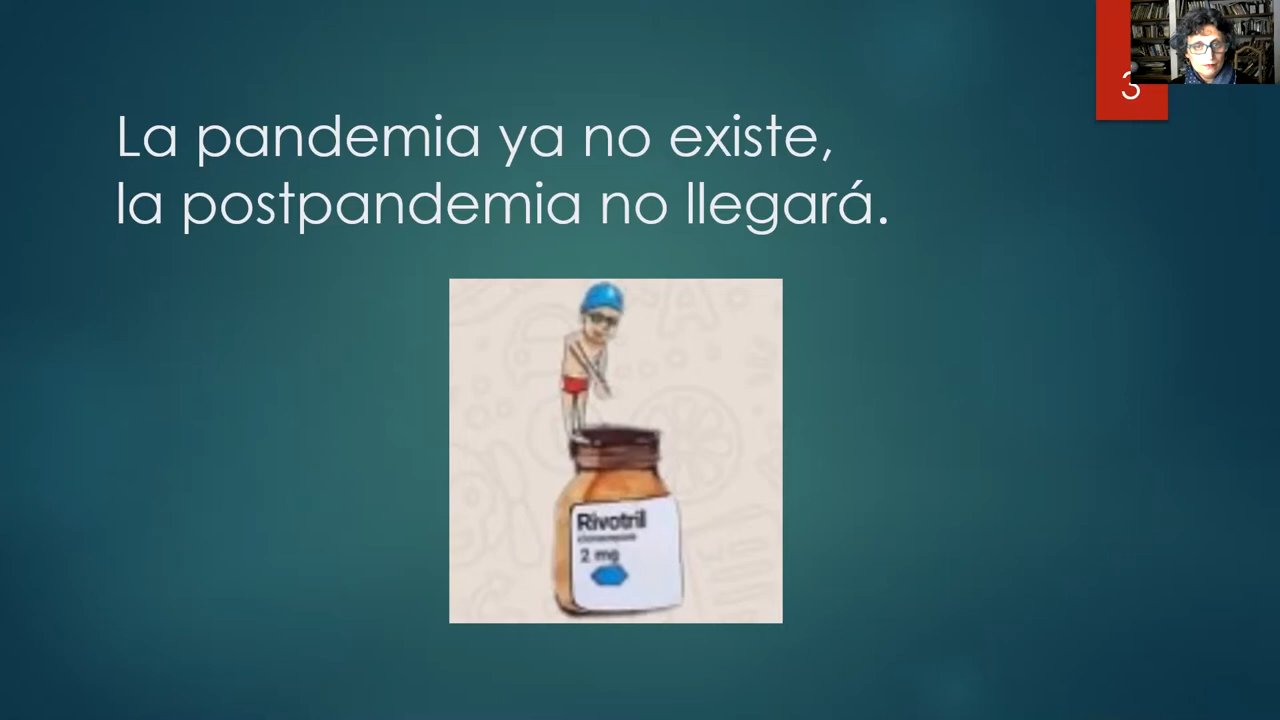 3
La pandemia ya no existe,
la postpandemia no llegará.
Rivotril
2 mg